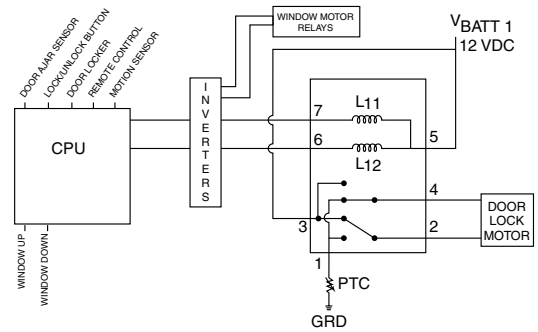 DOOR AJAR SENSOR
LOCK/UNLOCK BUTTON
DOOR LOCKER
REMOTE CONTROL
MOTION SENSOR
WINDOW MOTOR
RELAYS
VBATT 1
12 VDC
CPU
INVERTERS
7
L11
6
L12
5
4
3
2
1
DOOR
LOCK
MOTOR
WINDOW UP
WINDOW DOWN
PTC
GRD